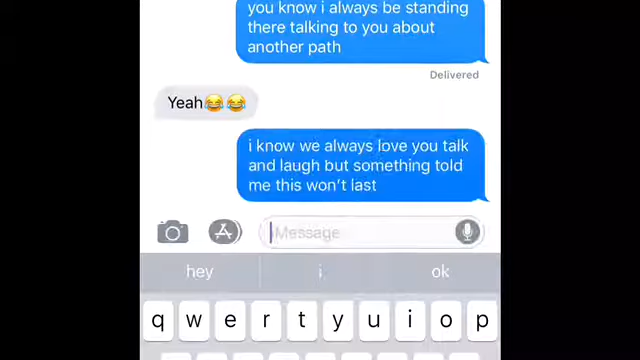 you know i always be standing
there talking to you about
another path
Delivered
Yeah😂😂
i know we always love you talk
and laugh but something told
me this won't last
Message
hey i ok
q w e r t y u i o p